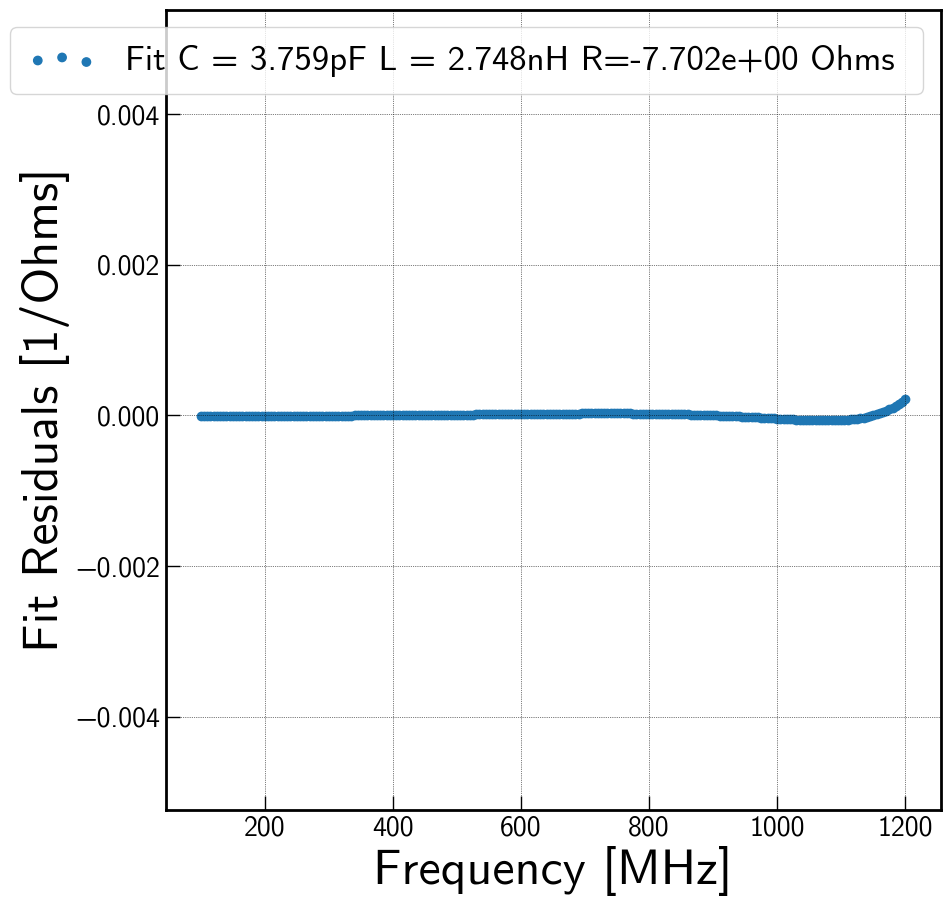 Fit C = 3.759pF L = 2.748nH R=-7.702e+00 Ohms
0.004
0.002
0.000
−0.002
−0.004
Fit Residuals [1/Ohms]
200 400 600 800 1000 1200
Frequency [MHz]